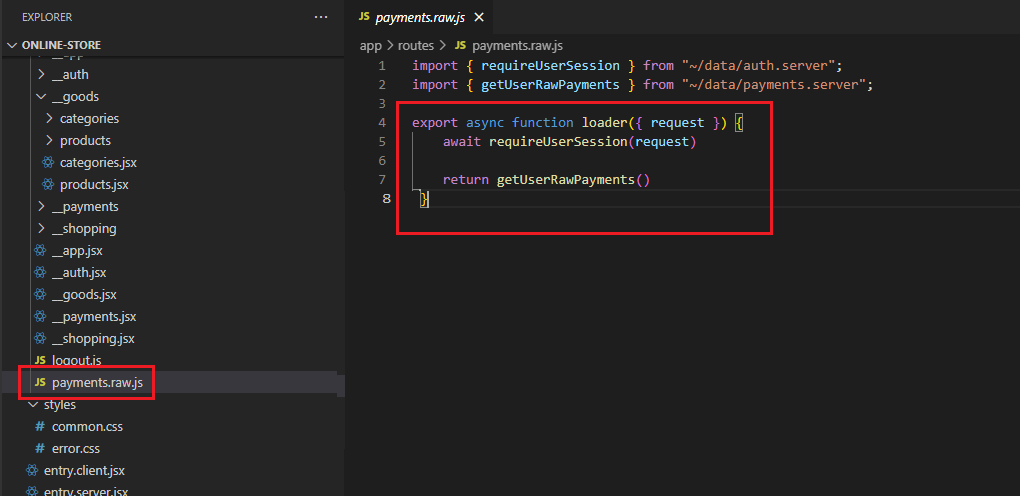 EXPLORER
ONLINE-STORE
__app
__auth
__goods
categories
products
categories.jsx
products.jsx
__payments
__shopping
__app.jsx
__auth.jsx
__goods.jsx
__payments.jsx
__shopping.jsx
JS logout.js
JS payments.raw.js
styles
# common.css
# error.css
entry.client.jsx
entry.server.jsx
JS payments.raw.js
app > routes > JS payments.raw.js
1 import { requireUserSession } from "~/data/auth.server";
2 import { getUserRawPayments } from "~/data/payments.server";
3
4 export async function loader({ request }) {
5 await requireUserSession(request)
6
7 return getUserRawPayments()
8 }